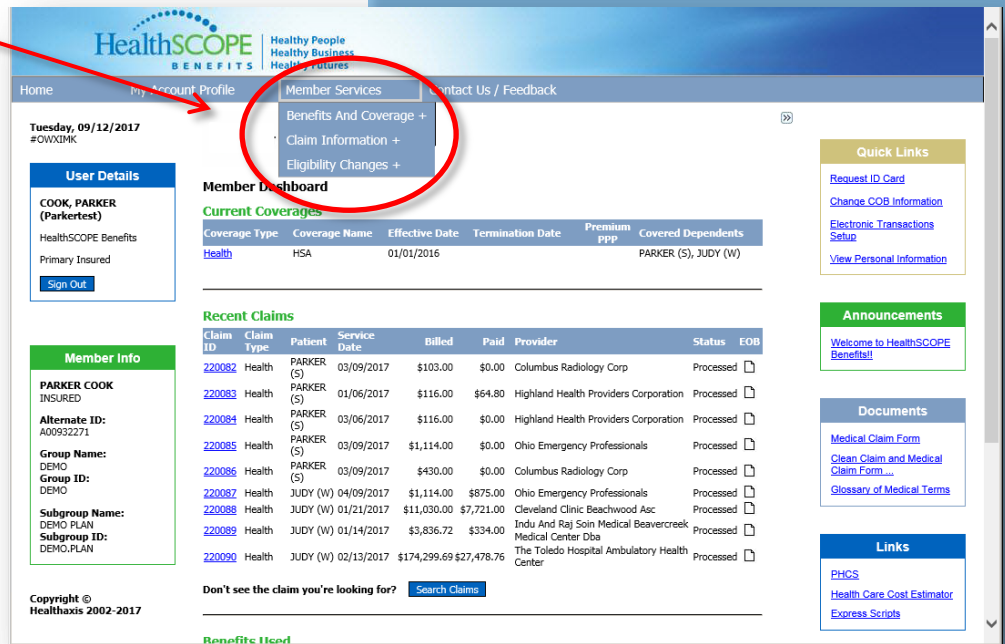 HealthSCOPE
BENEFITS
Healthy People
Healthy Business
Healthy Futures
Home My Account Profile Member Services Contact Us / Feedback
Benefits And Coverage +
Claim Information +
Eligibility Changes +
Tuesday, 09/12/2017
#OWXIMK
User Details
COOK, PARKER
(Parkertest)
HealthSCOPE Benefits
Primary Insured
Sign Out
Member Info
PARKER COOK
INSURED
Alternate ID:
A00932271
Group Name:
DEMO
Group ID:
DEMO
Subgroup Name:
DEMO PLAN
Subgroup ID:
DEMO.PLAN
Copyright ©
Healthaxis 2002-2017
Member Dashboard
Current Coverages
Coverage Type Coverage Name Effective Date Termination Date Premium PPP Covered Dependents
Health HSA 01/01/2016 PARKER (S), JUDY (W)
Recent Claims
Claim ID Claim Type Patient Service Date Billed Paid Provider Status EOB
220082 Health PARKER (S) 03/09/2017 $103.00 $0.00 Columbus Radiology Corp Processed
220083 Health PARKER (S) 01/06/2017 $116.00 $64.80 Highland Health Providers Corporation Processed
220084 Health PARKER (S) 03/06/2017 $116.00 $0.00 Highland Health Providers Corporation Processed
220085 Health PARKER (S) 03/09/2017 $1,114.00 $0.00 Ohio Emergency Professionals Processed
220086 Health PARKER (S) 03/09/2017 $430.00 $0.00 Columbus Radiology Corp Processed
220087 Health JUDY (W) 04/09/2017 $1,114.00 $875.00 Ohio Emergency Professionals Processed
220088 Health JUDY (W) 01/21/2017 $11,030.00 $7,721.00 Cleveland Clinic Beachwood Asc Processed
220089 Health JUDY (W) 01/14/2017 $3,836.72 $334.00 Indu And Raj Soin Medical Beavercreek Medical Center Dba Processed
220090 Health JUDY (W) 02/13/2017 $174,299.69 $27,478.76 The Toledo Hospital Ambulatory Health Center Processed
Don't see the claim you're looking for? Search Claims
Benefits Used
Quick Links
Request ID Card
Change COB Information
Electronic Transactions
Setup
View Personal Information
Announcements
Welcome to HealthSCOPE
Benefits!!
Documents
Medical Claim Form
Clean Claim and Medical
Claim Form ...
Glossary of Medical Terms
Links
PHCS
Health Care Cost Estimator
Express Scripts